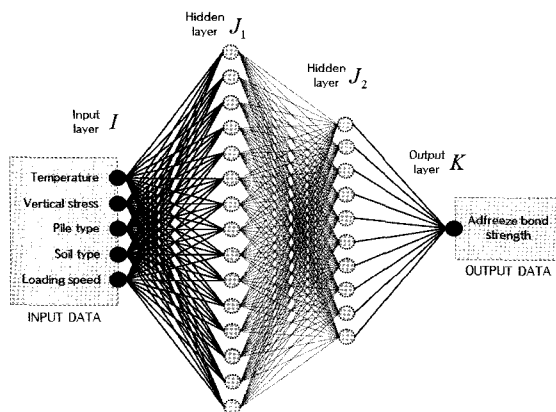 Hidden
layer J1
Hidden
layer J2
Input
layer I
Output
layer K
Temperature
Vertical stress
Pile type
Soil type
Loading speed
INPUT DATA
Adfreeze bond
strength
OUTPUT DATA